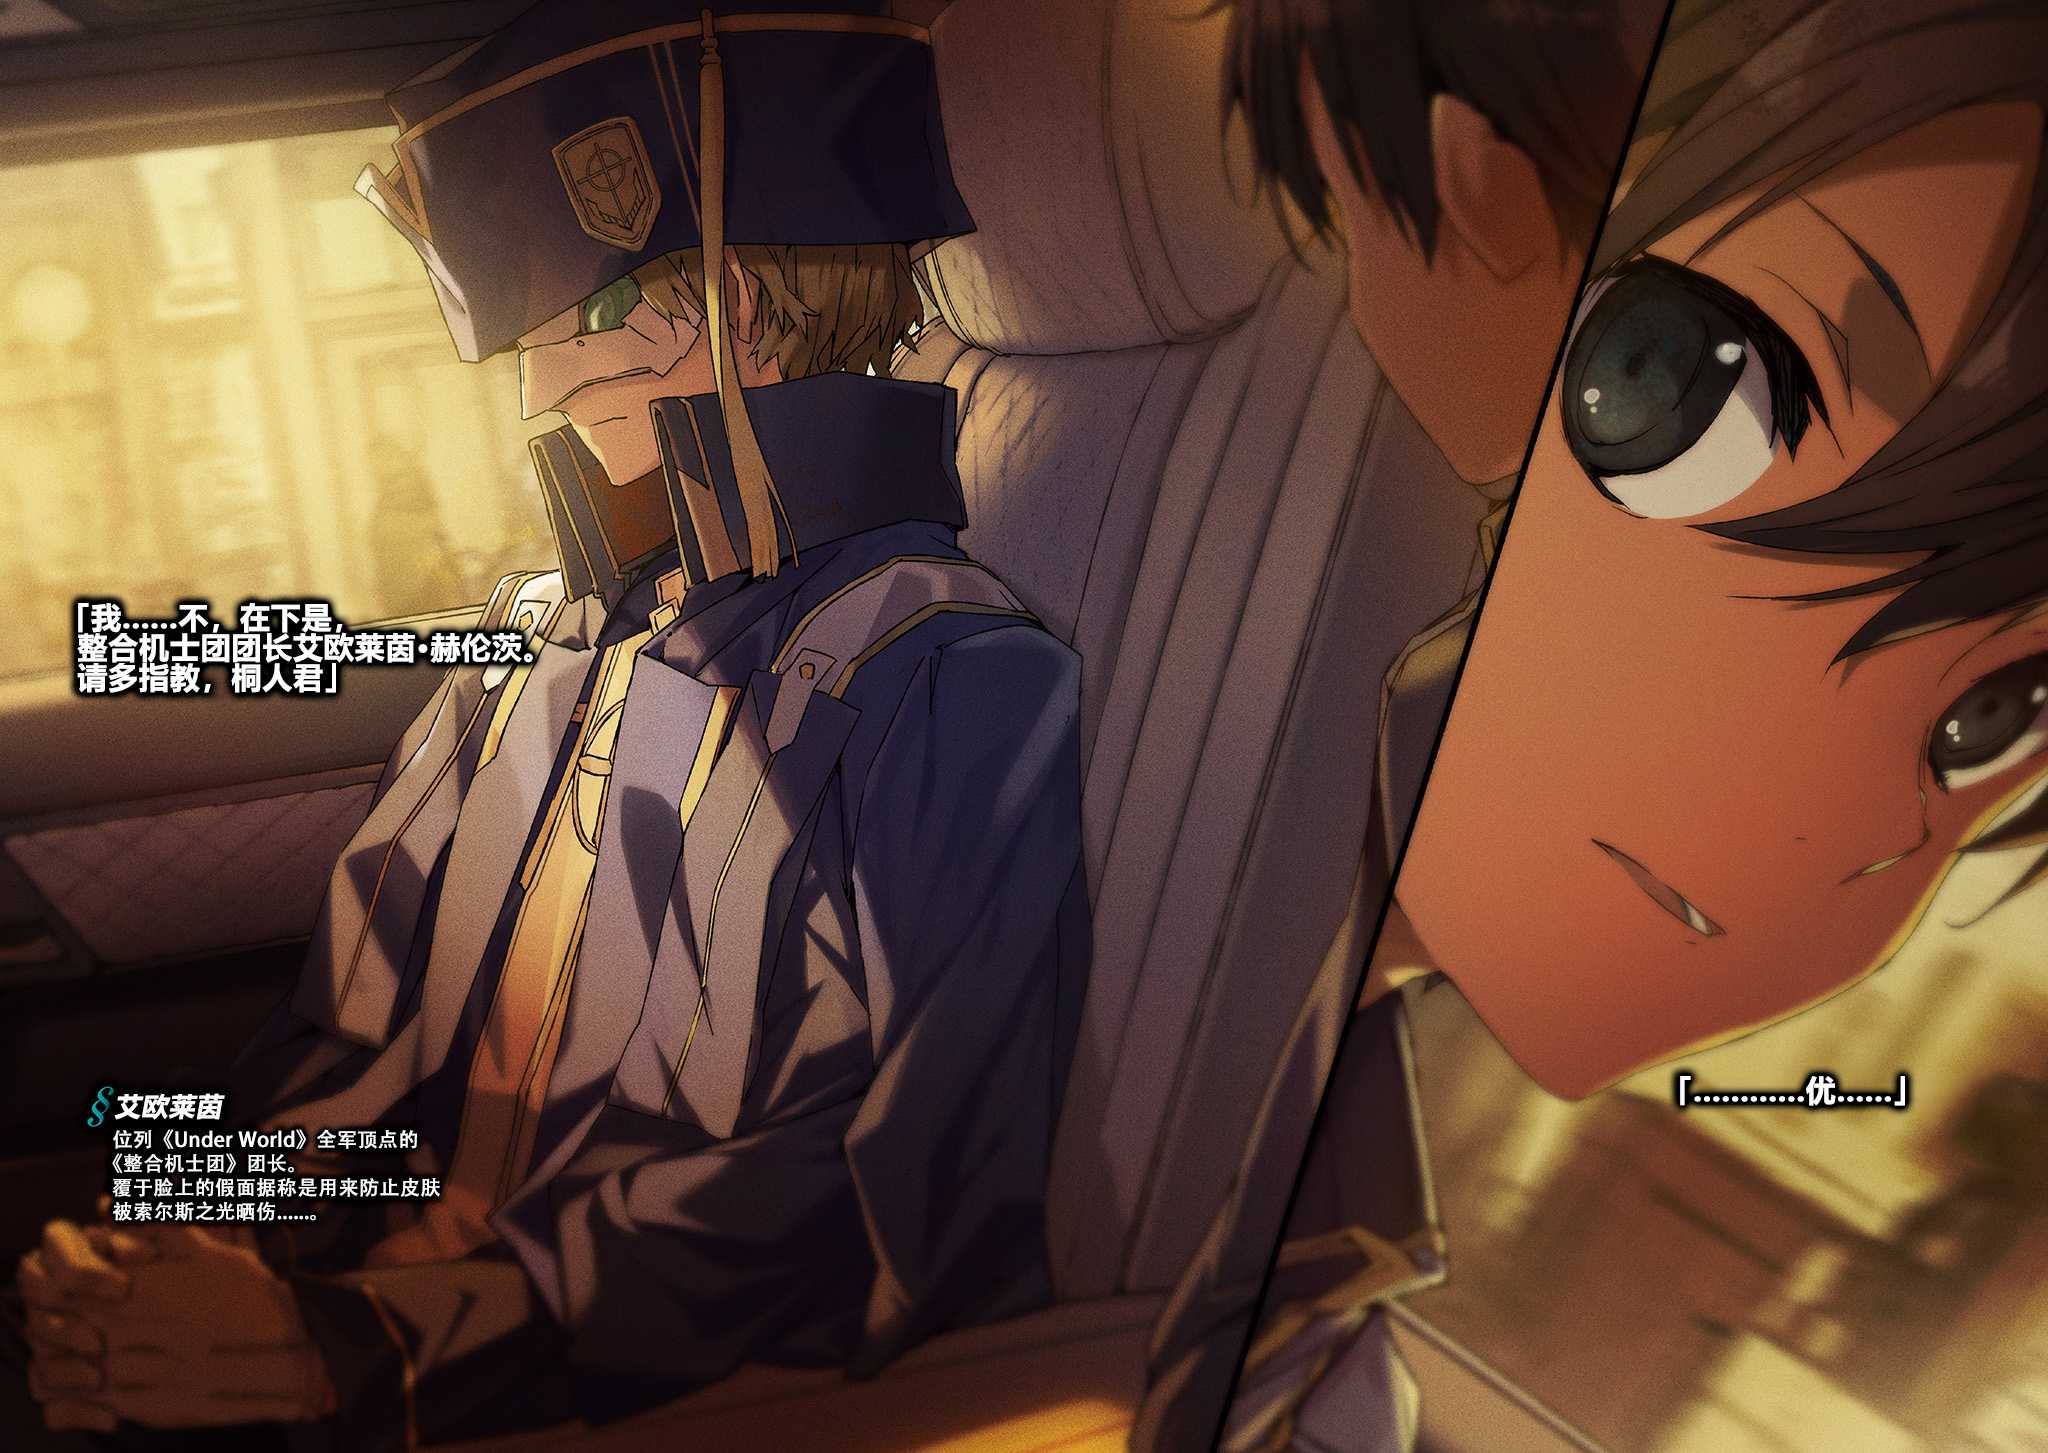 「我……不，在下是，
整合机士团团长艾欧莱茵·赫伦茨。
请多指教，桐人君」
「…………优……」
§艾欧莱茵
位列《Under World》全军顶点的
《整合机士团》团长。
覆于脸上的假面据称是用来防止皮肤
被索尔斯之光晒伤……。